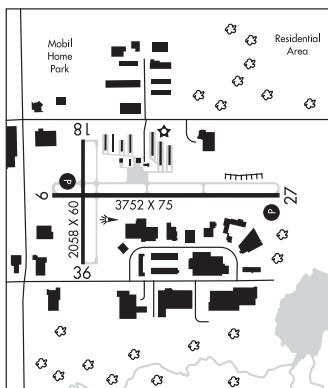 Mobil
Home
Park
Residential
Area
18
P
9
3752 X 75
27
P
2058 X 60
36